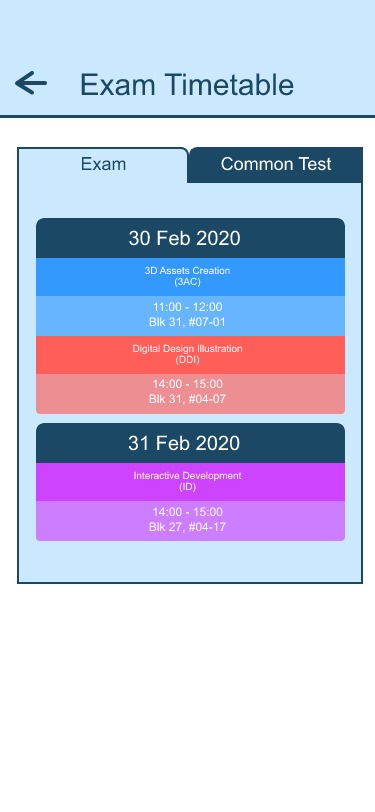 Exam Timetable
Exam
Common Test
30 Feb 2020
3D Assets Creation
(3AC)
11:00 - 12:00
Blk 31, #07-01
Digital Design Illustration
(DDI)
14:00 - 15:00
Blk 31, #04-07
31 Feb 2020
Interactive Development
(ID)
14:00 - 15:00
Blk 27, #04-17